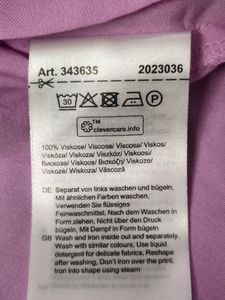 Art. 343635 2023036
30 P
™
clevercare.info
100% Viskose/ Viscose/ Viscosa/ Viskos/
Viskóza/ Viskoza/ Viszkóz/ Viskoosi/
Viskoos/ Вискоза/ Βισκόζη/ Viskoze/
Viskozė/ Wiskoza/ Vâscoză
DE Separat von links waschen und bügeln.
Mit ähnlichen Farben waschen,
Verwenden Sie flüssiges
Feinwaschmittel, Nach dem Waschen in
Form ziehen, Nicht über den Druck
bügeln, Mit Dampf in Form bügeln
GB Wash and iron inside out and separately.
Wash with similar colours, Use liquid
detergent for delicate fabrics, Reshape
after washing, Don't iron over the print,
Iron into shape using steam